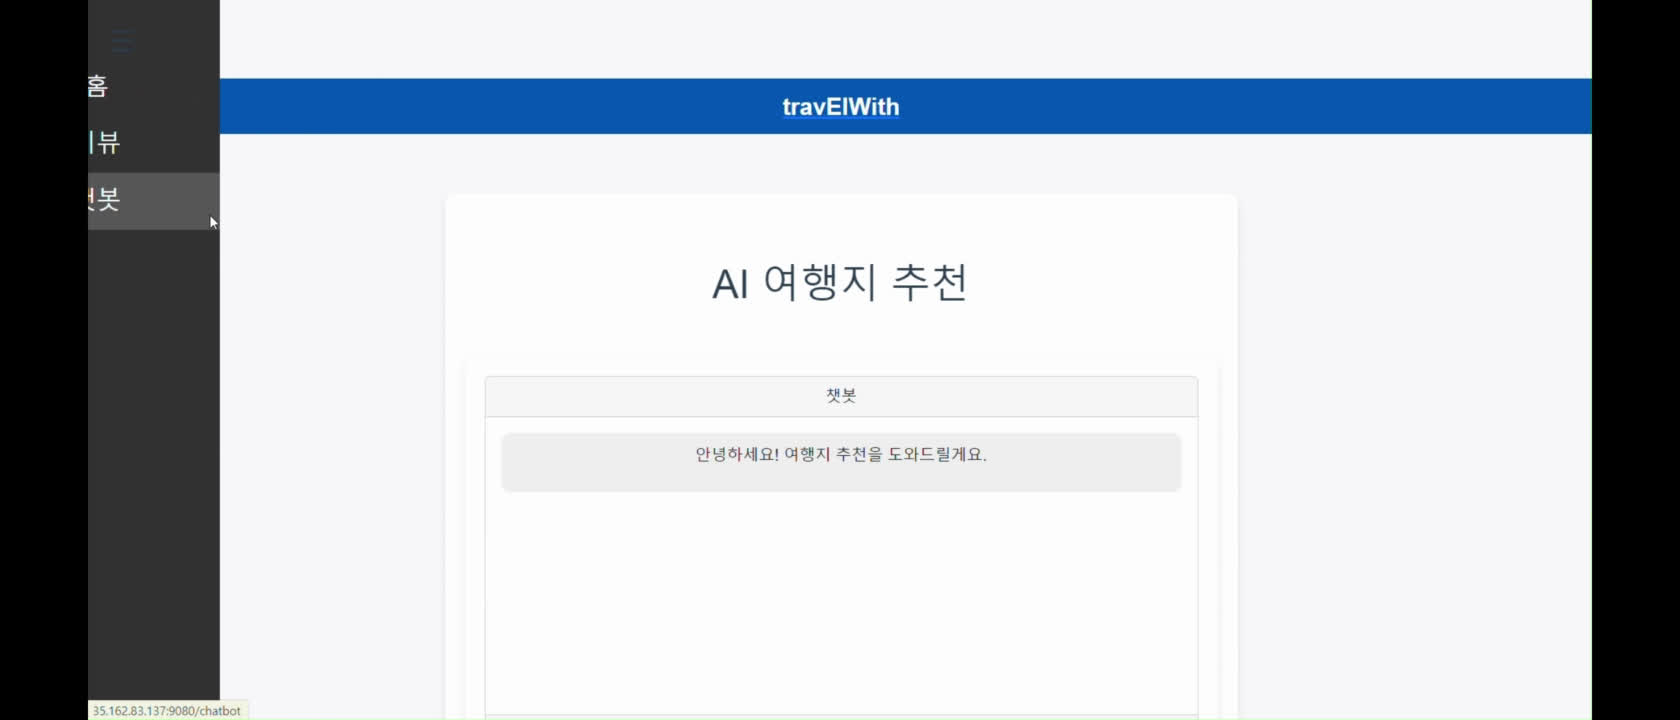 홈
뷰
봇
travElWith
AI 여행지 추천
챗봇
안녕하세요! 여행지 추천을 도와드릴게요.
35.162.83.137:9080/chatbot